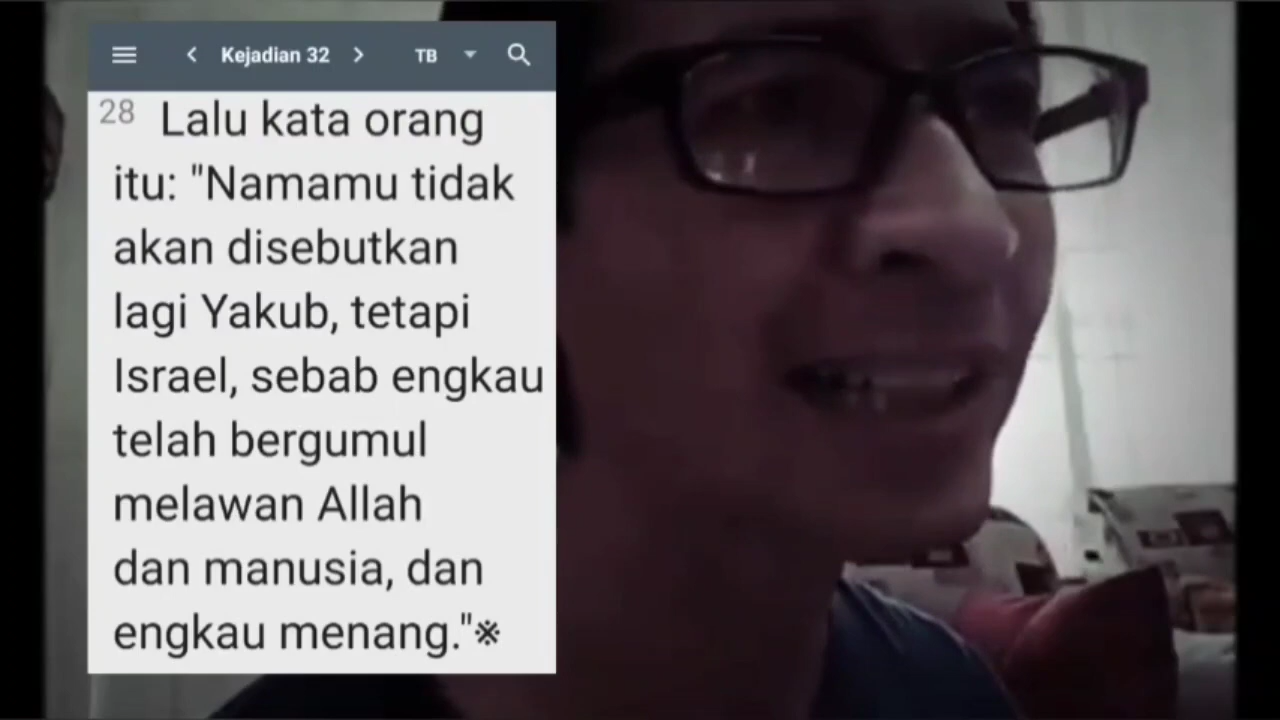 Kejadian 32 TB
28 Lalu kata orang
itu: "Namamu tidak
akan disebutkan
lagi Yakub, tetapi
Israel, sebab engkau
telah bergumul
melawan Allah
dan manusia, dan
engkau menang."※